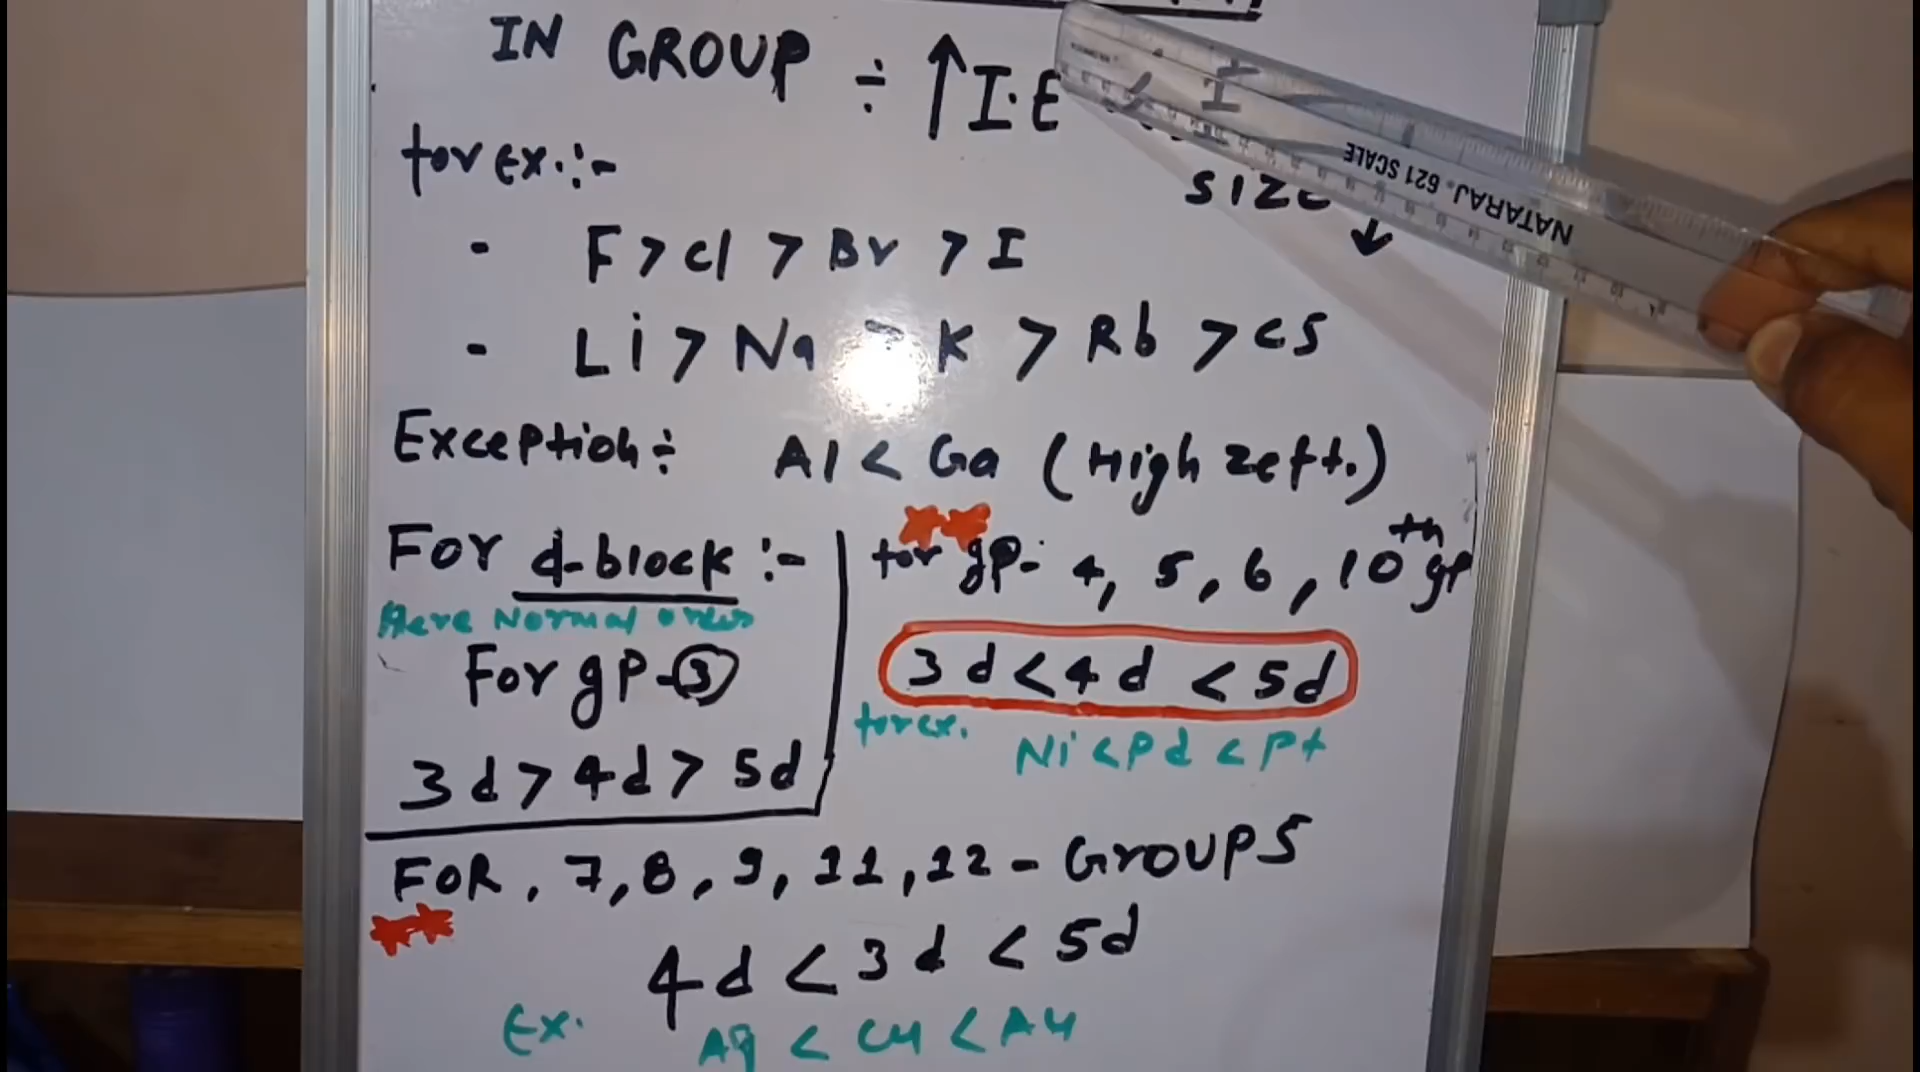 IN GROUP ÷ ↑ I.E
size ↓
for ex. :-
- F > Cl > Br > I
- Li > Na > K > Rb > Cs
Exception ÷ Al < Ga (High zeff.)
For d-block :-
Here Normal order
For gp-③
3d > 4d > 5d
for gp- 4, 5, 6, 10th gp
3d < 4d < 5d
for ex.
Ni < Pd < Pt
FOR, 7, 8, 9, 11, 12 - GROUPS
4d < 3d < 5d
Ex. Ag < Cu < Au
NATARAJ. 621 SCALE